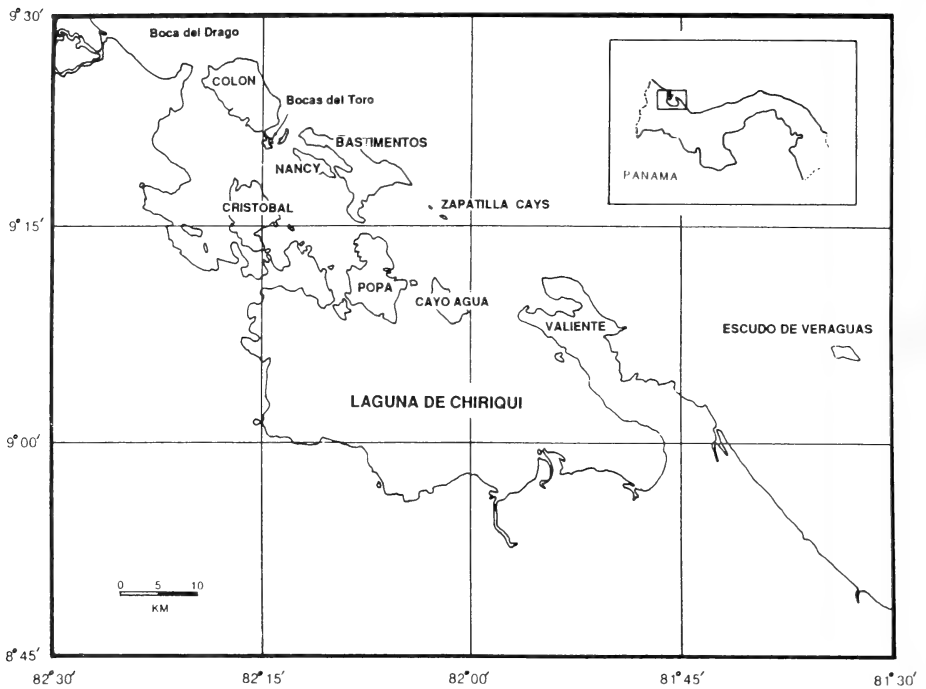 9° 30′
Boca del Drago
COLON
Bocas del Toro
BASTIMENTOS
NANCY
PANAMA
CRISTOBAL
ZAPATILLA CAYS
9° 15′
POPA
CAYO AGUA
VALIENTE
ESCUDO DE VERAGUAS
LAGUNA DE CHIRIQUI
9° 00′
0 5 10
KM
8° 45′
82° 30′ 82° 15′ 82° 00′ 81° 45′ 81° 30′